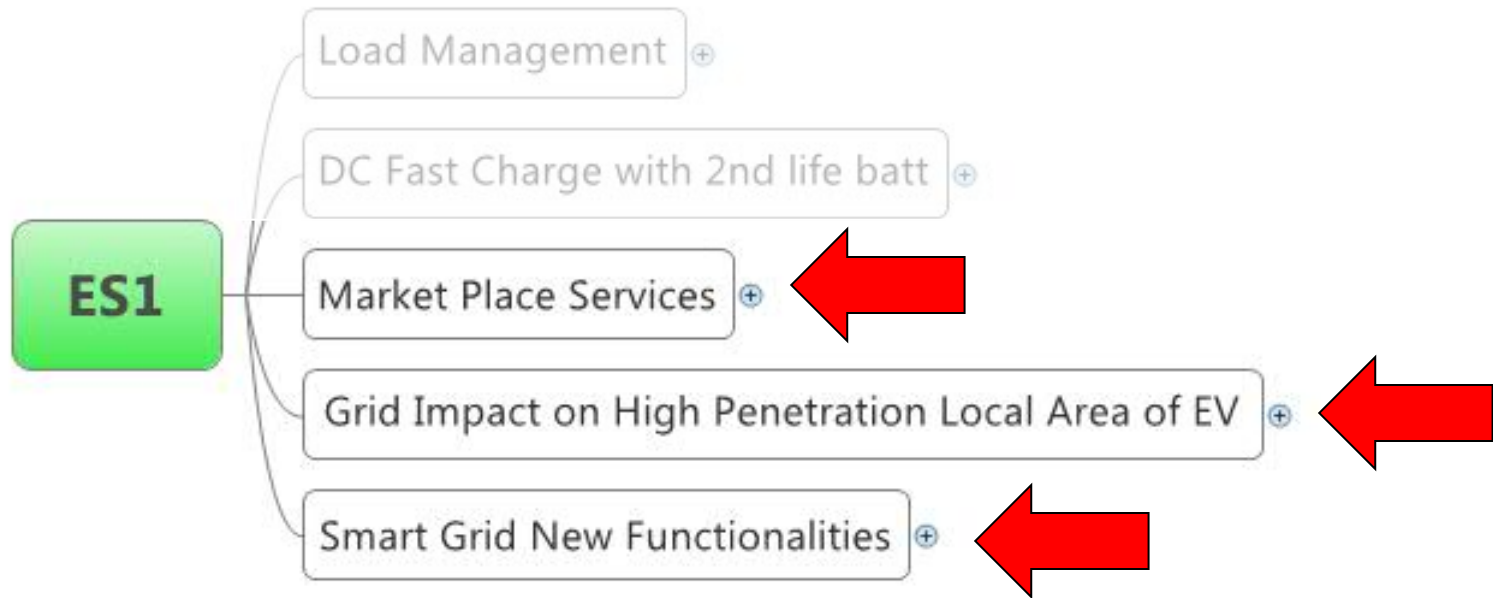 Load Management
DC Fast Charge with 2nd life batt
ES1
Market Place Services
Grid Impact on High Penetration Local Area of EV
Smart Grid New Functionalities